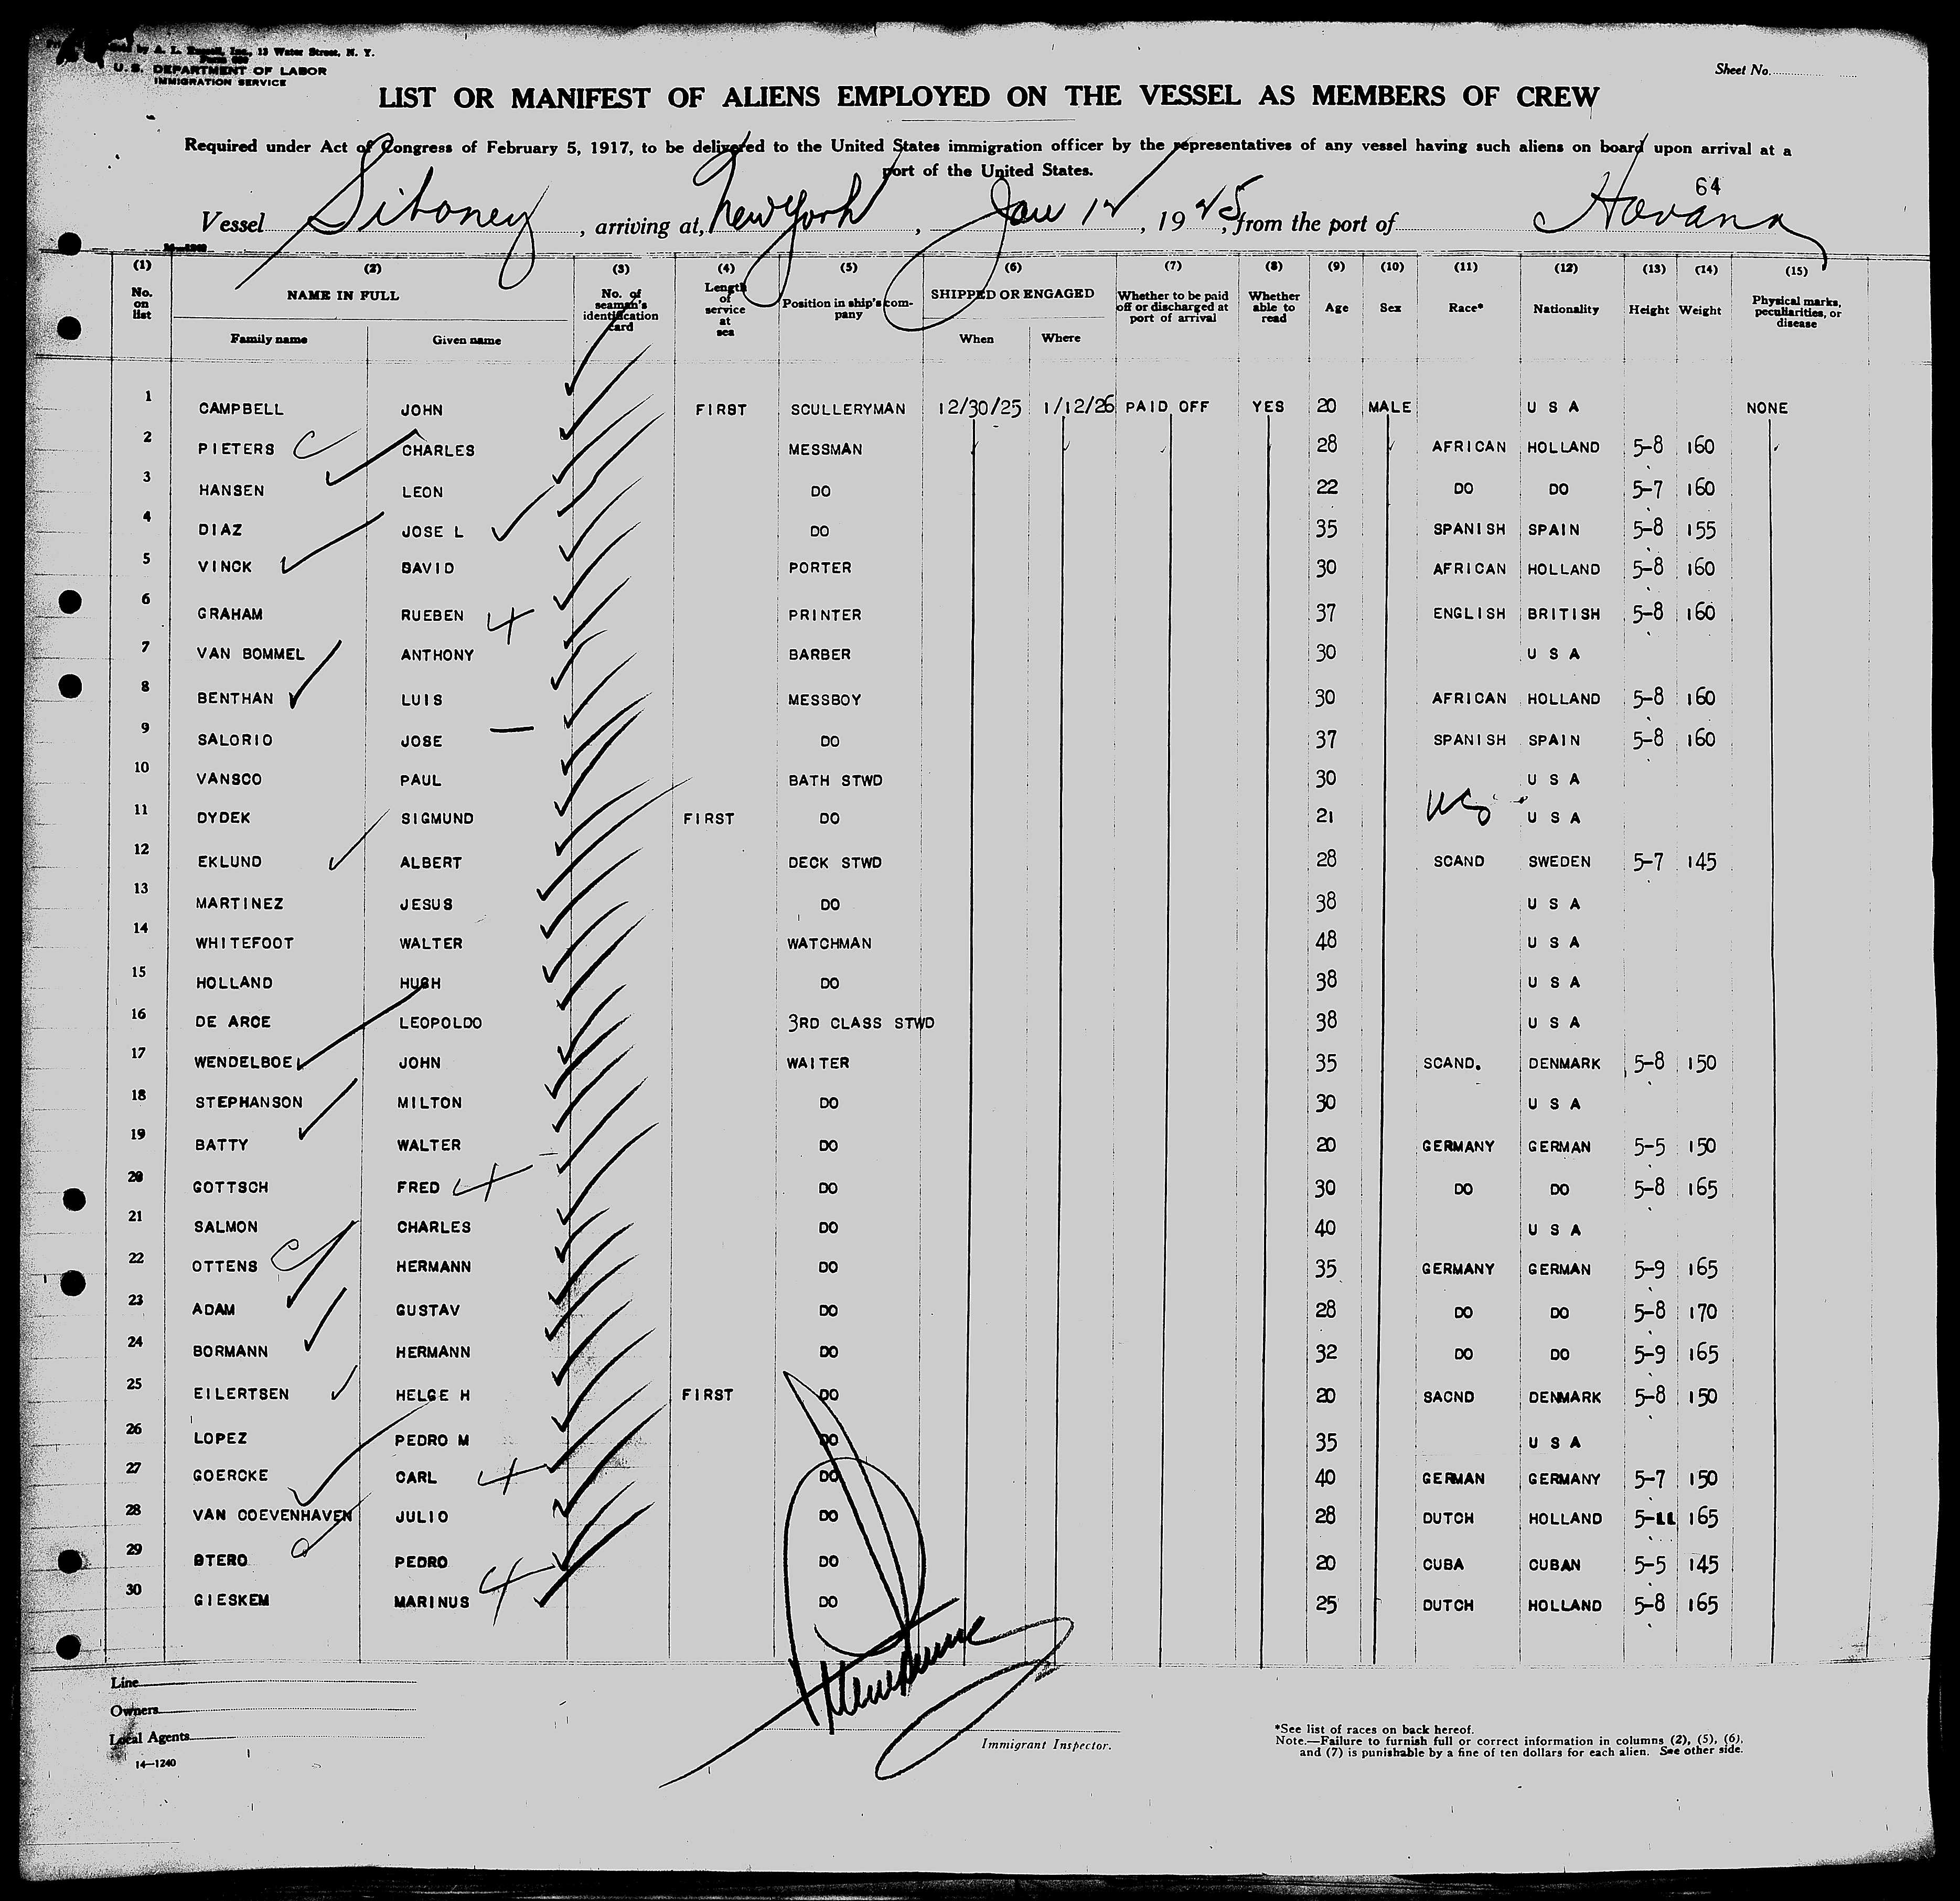 by A. L. Russell, Inc., 13 Water Street, N. Y.
U. S. DEPARTMENT OF LABOR
IMMIGRATION SERVICE
Sheet No.
LIST OR MANIFEST OF ALIENS EMPLOYED ON THE VESSEL AS MEMBERS OF CREW
Required under Act of Congress of February 5, 1917, to be delivered to the United States immigration officer by the representatives of any vessel having such aliens on board upon arrival at a
port of the United States.
64
Vessel Siboney, arriving at, New York, Jan 12, 19 25, from the port of Havana
(1) (2) (3) (4) (5) (6) (7) (8) (9) (10) (11) (12) (13) (14) (15)
No. on list NAME IN FULL No. of seaman's identification card Length of service at sea Position in ship's company SHIPPED OR ENGAGED Whether to be paid off or discharged at port of arrival Whether able to read Age Sex Race* Nationality Height Weight Physical marks, peculiarities, or disease
Family name Given name When Where
1 CAMPBELL JOHN FIRST SCULLERYMAN 12/30/25 1/12/26 PAID OFF YES 20 MALE U S A NONE
2 PIETERS C CHARLES MESSMAN 28 AFRICAN HOLLAND 5-8 160
3 HANSEN LEON DO 22 DO DO 5-7 160
4 DIAZ JOSE L DO 35 SPANISH SPAIN 5-8 155
5 VINCK DAVID PORTER 30 AFRICAN HOLLAND 5-8 160
6 GRAHAM RUEBEN PRINTER 37 ENGLISH BRITISH 5-8 160
7 VAN BOMMEL ANTHONY BARBER 30 U S A
8 BENTHAN LUIS MESSBOY 30 AFRICAN HOLLAND 5-8 160
9 SALORIO JOSE DO 37 SPANISH SPAIN 5-8 160
10 VANSCO PAUL BATH STWD 30 U S A
11 DYDEK SIGMUND FIRST DO 21 US U S A
12 EKLUND ALBERT DECK STWD 28 SCAND SWEDEN 5-7 145
13 MARTINEZ JESUS DO 38 U S A
14 WHITEFOOT WALTER WATCHMAN 48 U S A
15 HOLLAND HUGH DO 38 U S A
16 DE ARCE LEOPOLDO 3RD CLASS STWD 38 U S A
17 WENDELBOE JOHN WAITER 35 SCAND. DENMARK 5-8 150
18 STEPHANSON MILTON DO 30 U S A
19 BATTY WALTER DO 20 GERMANY GERMAN 5-5 150
20 GOTTSCH FRED DO 30 DO DO 5-8 165
21 SALMON CHARLES DO 40 U S A
22 OTTENS HERMANN DO 35 GERMANY GERMAN 5-9 165
23 ADAM GUSTAV DO 28 DO DO 5-8 170
24 BORMANN HERMANN DO 32 DO DO 5-9 165
25 EILERTSEN HELGE H FIRST DO 20 SACND DENMARK 5-8 150
26 LOPEZ PEDRO M DO 35 U S A
27 GOERCKE CARL DO 40 GERMAN GERMANY 5-7 150
28 VAN COEVENHAVEN JULIO DO 28 DUTCH HOLLAND 5-11 165
29 OTERO PEDRO DO 20 CUBA CUBAN 5-5 145
30 GIESKEM MARINUS DO 25 DUTCH HOLLAND 5-8 165
Line
Owners
Local Agents
14—1240
Immigrant Inspector.
*See list of races on back hereof.
Note.—Failure to furnish full or correct information in columns (2), (5), (6),
and (7) is punishable by a fine of ten dollars for each alien. See other side.